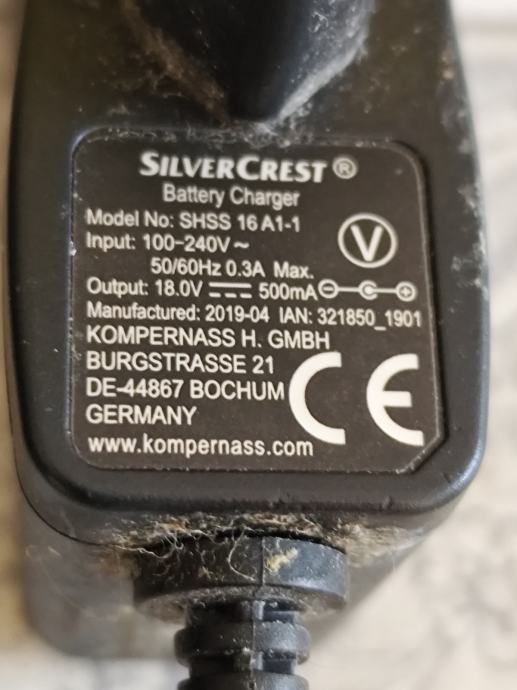 SILVERCREST®
Battery Charger
Model No: SHSS 16 A1-1
Input: 100-240V ~
50/60Hz 0.3A Max.
V
Output: 18.0V ⎓ 500mA
Manufactured: 2019-04 IAN: 321850_1901
KOMPERNASS H. GMBH
BURGSTRASSE 21
DE-44867 BOCHUM
GERMANY
CE
www.kompernass.com